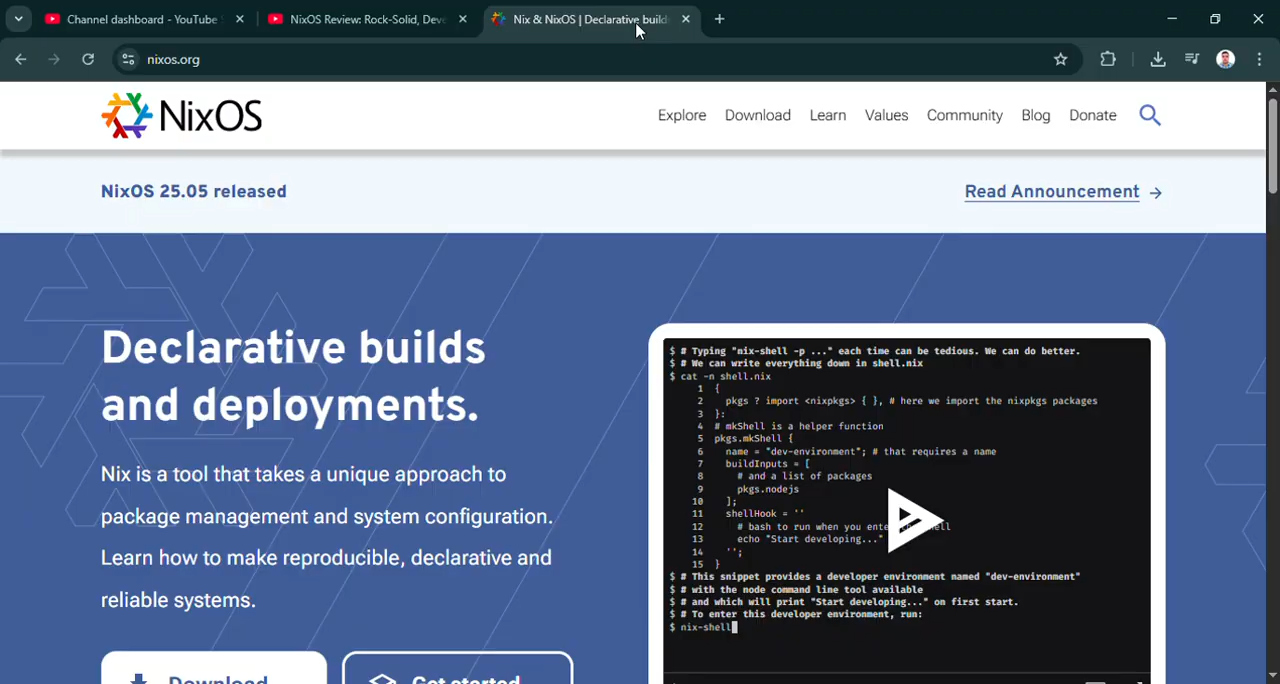 Channel dashboard - YouTube
NixOS Review: Rock-Solid, Dev
Nix & NixOS | Declarative build
nixos.org
NixOS
Explore
Download
Learn
Values
Community
Blog
Donate
NixOS 25.05 released
Read Announcement →
Declarative builds
and deployments.
Nix is a tool that takes a unique approach to
package management and system configuration.
Learn how to make reproducible, declarative and
reliable systems.
Download
Get started
$ # Typing "nix-shell -p ..." each time can be tedious. We can do better.
$ # We can write everything down in shell.nix
$ cat -n shell.nix
1 {
2 pkgs ? import <nixpkgs> { }, # here we import the nixpkgs packages
3 }:
4 # mkShell is a helper function
5 pkgs.mkShell {
6 name = "dev-environment"; # that requires a name
7 buildInputs = [
8 # and a list of packages
9 pkgs.nodejs
10 ];
11 shellHook = ''
12 # bash to run when you ente
13 echo "Start developing..."
14 '';
15 }
$ # This snippet provides a developer environment named "dev-environment"
$ # with the node command line tool available
$ # and which will print "Start developing..." on first start.
$ # To enter this developer environment, run:
$ nix-shell